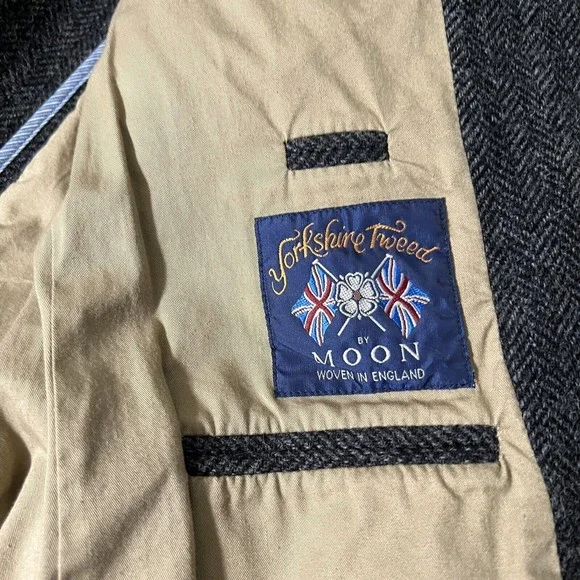 Yorkshire Tweed
BY
MOON
WOVEN IN ENGLAND